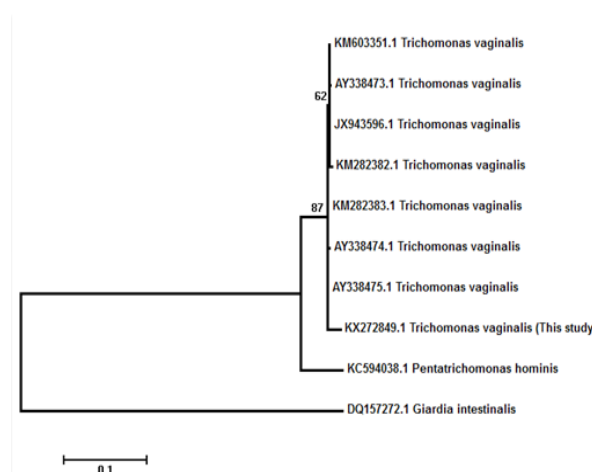 KM603351.1 Trichomonas vaginalis
AY338473.1 Trichomonas vaginalis
62
JX943596.1 Trichomonas vaginalis
KM282382.1 Trichomonas vaginalis
87
KM282383.1 Trichomonas vaginalis
AY338474.1 Trichomonas vaginalis
AY338475.1 Trichomonas vaginalis
KX272849.1 Trichomonas vaginalis (This study
KC594038.1 Pentatrichomonas hominis
DQ157272.1 Giardia intestinalis
0.1